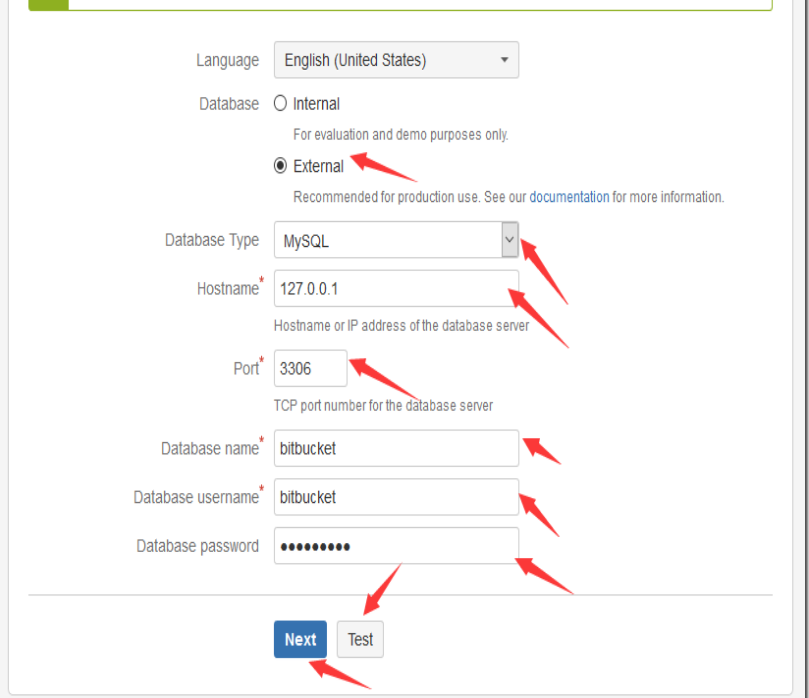 Language English (United States)
Database Internal
For evaluation and demo purposes only.
External
Recommended for production use. See our documentation for more information.
Database Type MySQL
Hostname* 127.0.0.1
Hostname or IP address of the database server
Port* 3306
TCP port number for the database server
Database name* bitbucket
Database username* bitbucket
Database password •••••••••
Next Test